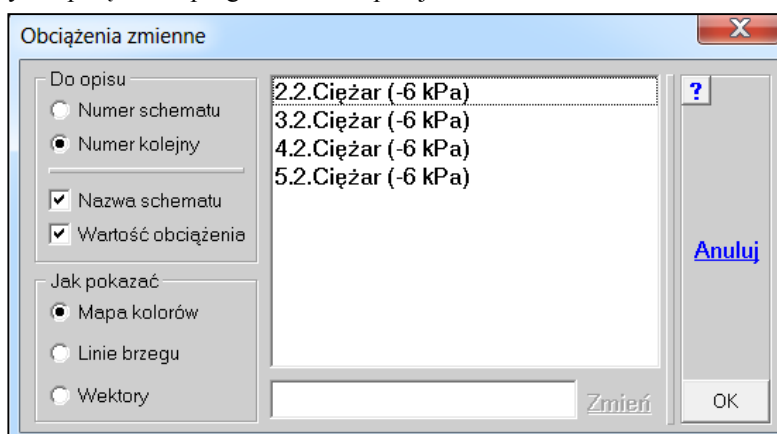 Obciążenia zmienne
X
Do opisu
Numer schematu
Numer kolejny
Nazwa schematu
Wartość obciążenia
Jak pokazać
Mapa kolorów
Linie brzegu
Wektory
2.2.Ciężar (-6 kPa)
3.2.Ciężar (-6 kPa)
4.2.Ciężar (-6 kPa)
5.2.Ciężar (-6 kPa)
Zmień
?
Anuluj
OK